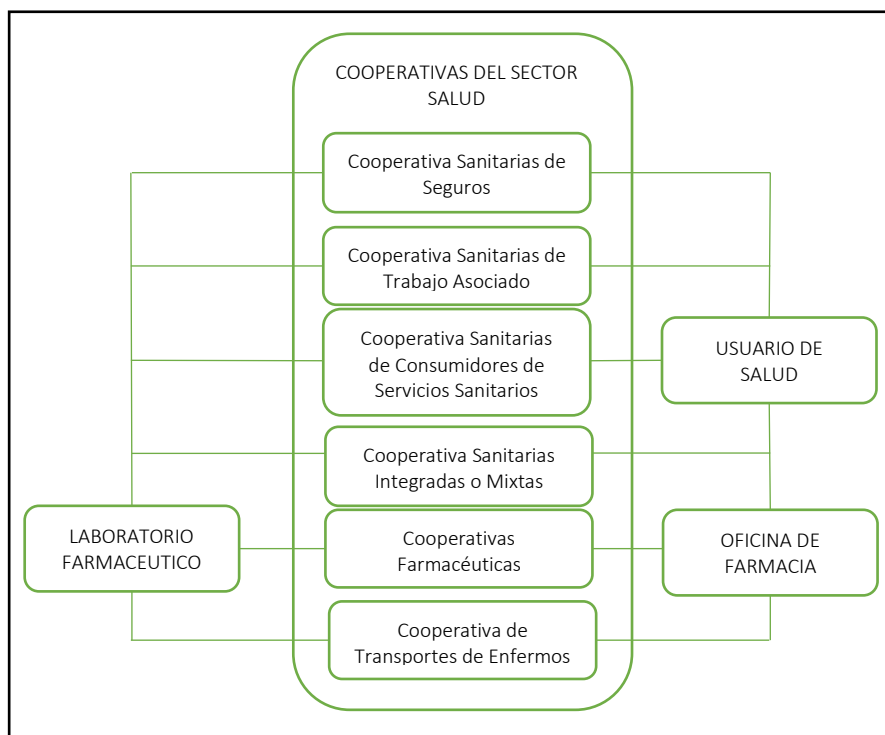 COOPERATIVAS DEL SECTOR
SALUD
Cooperativa Sanitarias de
Seguros
Cooperativa Sanitarias de
Trabajo Asociado
Cooperativa Sanitarias
de Consumidores de
Servicios Sanitarios
USUARIO DE
SALUD
Cooperativa Sanitarias
Integradas o Mixtas
LABORATORIO
FARMACEUTICO
Cooperativas
Farmacéuticas
OFICINA DE
FARMACIA
Cooperativa de
Transportes de Enfermos